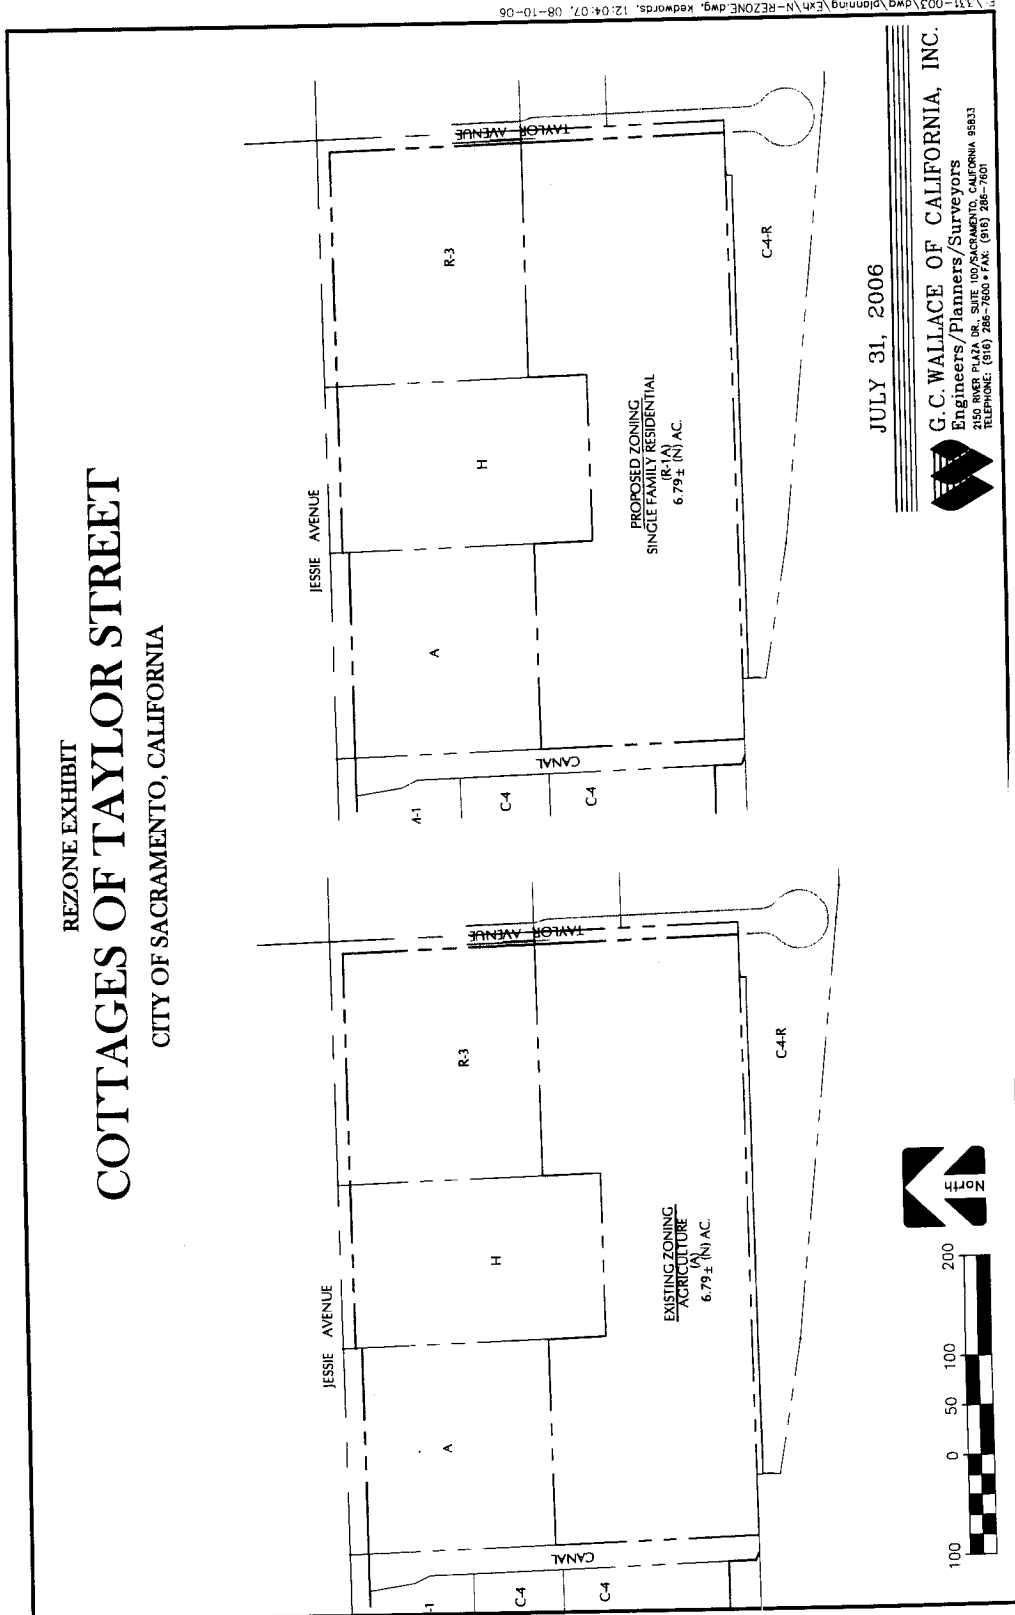 F:\331-003\dwg\planning\Exh\N-REZONE.dwg, kedwards, 12:04:07, 08-10-06
REZONE EXHIBIT
COTTAGES OF TAYLOR STREET
CITY OF SACRAMENTO, CALIFORNIA
JESSIE AVENUE
A
H
R-3
TAYLOR AVENUE
CANAL
-1
C-4
C-4
EXISTING ZONING
AGRICULTURE
(A)
6.79± (N) AC.
C-4-R
JESSIE AVENUE
A
H
R-3
TAYLOR AVENUE
CANAL
M-1
C-4
C-4
PROPOSED ZONING
SINGLE FAMILY RESIDENTIAL
(R-1A)
6.79± (N) AC.
C-4-R
100 0 50 100 200
North
JULY 31, 2006
G.C. WALLACE OF CALIFORNIA, INC.
Engineers/Planners/Surveyors
2150 RIVER PLAZA DR., SUITE 100/SACRAMENTO, CALIFORNIA 95833
TELEPHONE: (916) 286-7600 • FAX: (916) 286-7601